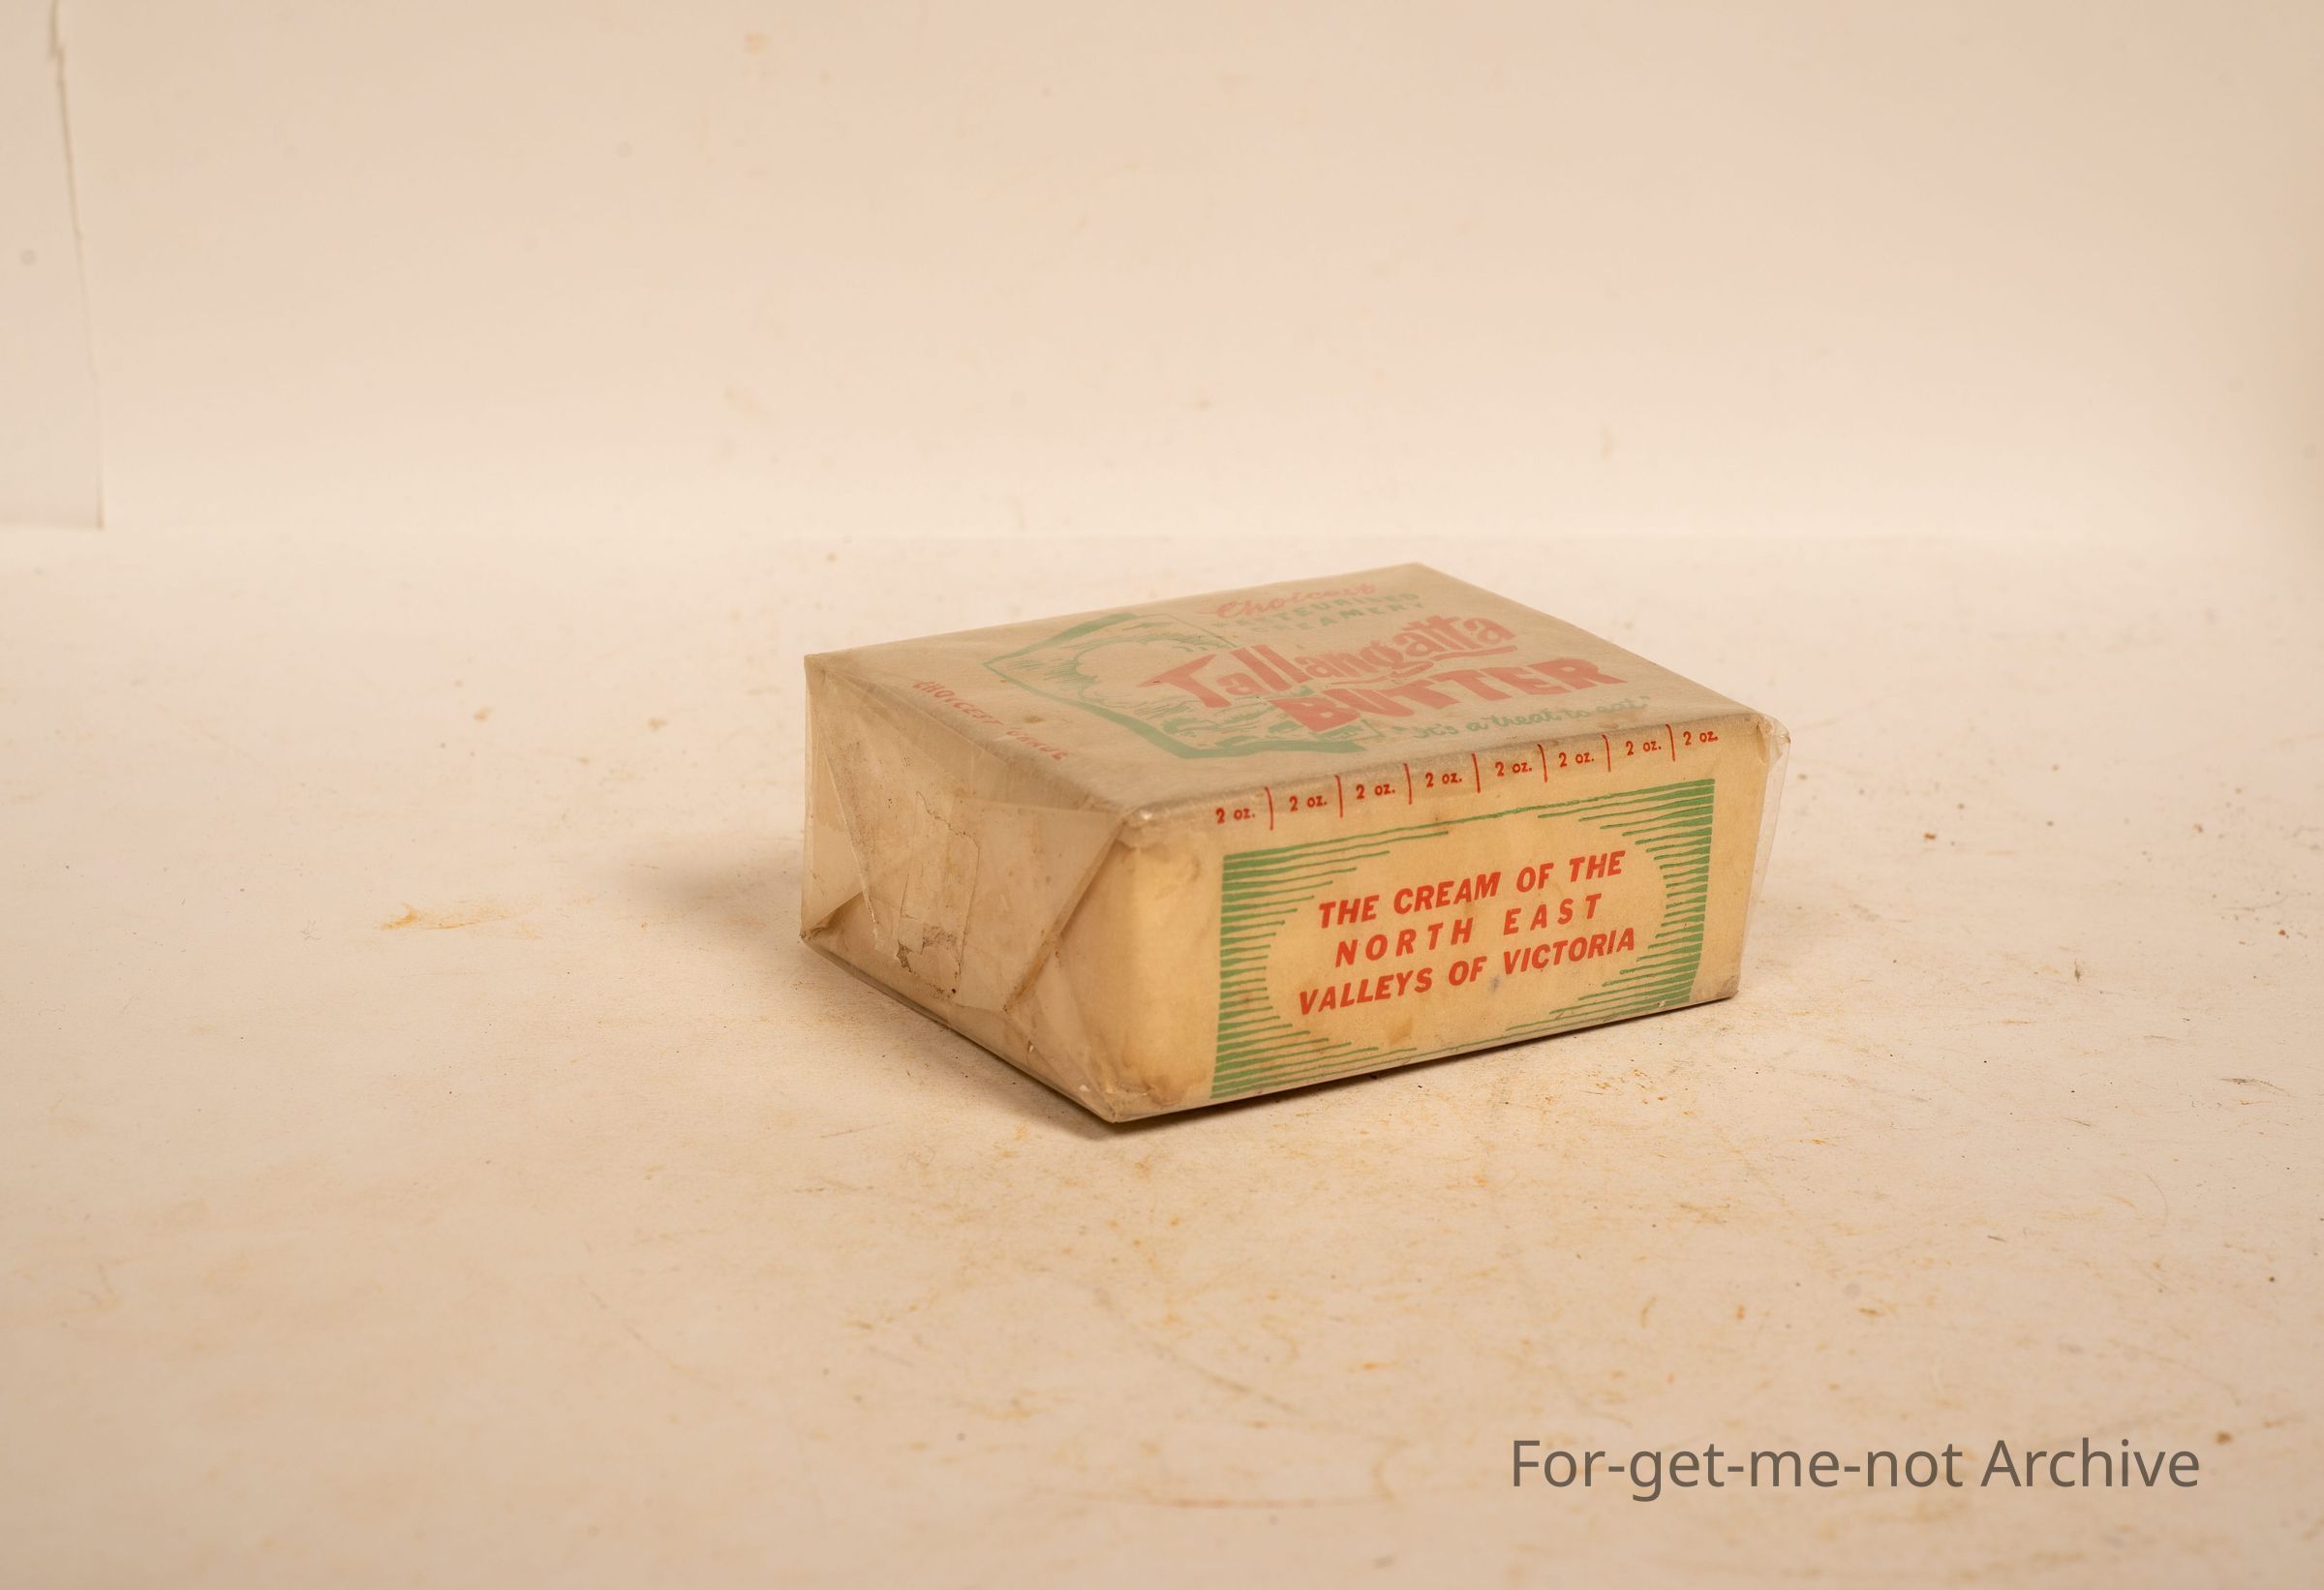 Choicest
PASTEURISED
CREAMERY
Tallangatta
BUTTER
"It's a treat to eat"
CHOICEST GRADE
2 oz. 2 oz. 2 oz. 2 oz. 2 oz. 2 oz. 2 oz. 2 oz.
THE CREAM OF THE
NORTH EAST
VALLEYS OF VICTORIA
For-get-me-not Archive